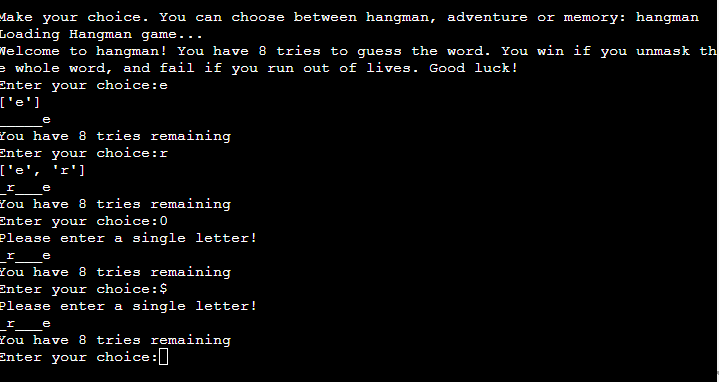 Make your choice. You can choose between hangman, adventure or memory: hangman
Loading Hangman game...
Welcome to hangman! You have 8 tries to guess the word. You win if you unmask th
e whole word, and fail if you run out of lives. Good luck!
Enter your choice:e
['e']
_____e
You have 8 tries remaining
Enter your choice:r
['e', 'r']
_r___e
You have 8 tries remaining
Enter your choice:0
Please enter a single letter!
_r___e
You have 8 tries remaining
Enter your choice:$
Please enter a single letter!
_r___e
You have 8 tries remaining
Enter your choice: